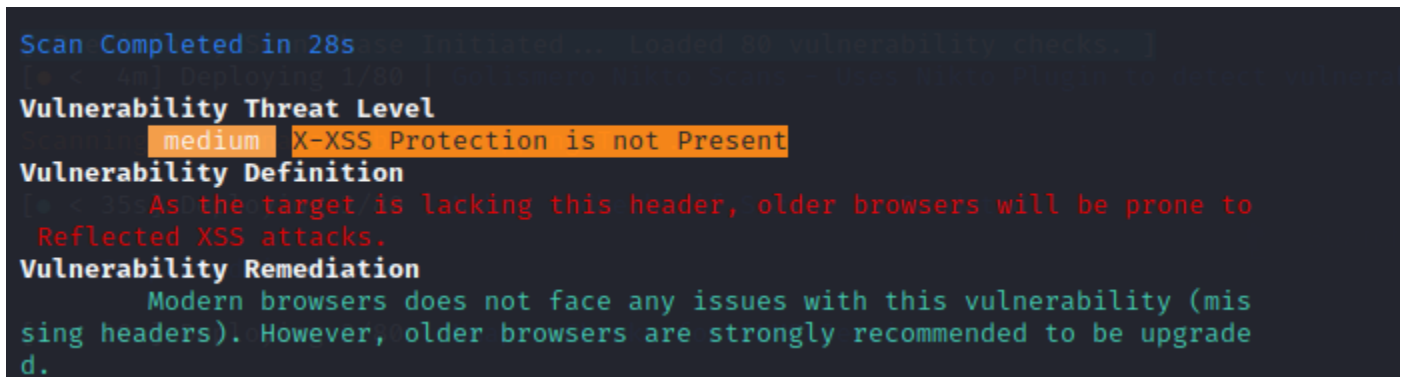 Scan Completed in 28s
Vulnerability Threat Level
medium X-XSS Protection is not Present
Vulnerability Definition
As the target is lacking this header, older browsers will be prone to
Reflected XSS attacks.
Vulnerability Remediation
Modern browsers does not face any issues with this vulnerability (mis
sing headers). However, older browsers are strongly recommended to be upgrade
d.